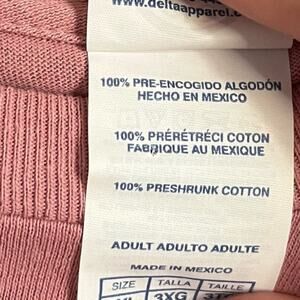 www.deltaapparel.c
100% PRE-ENCOGIDO ALGODÓN
HECHO EN MEXICO
100% PRÉRETRÉCI COTON
FABRIQUE AU MEXIQUE
100% PRESHRUNK COTTON
ADULT ADULTO ADULTE
MADE IN MEXICO
SIZE TALLA TAILLE
3XG